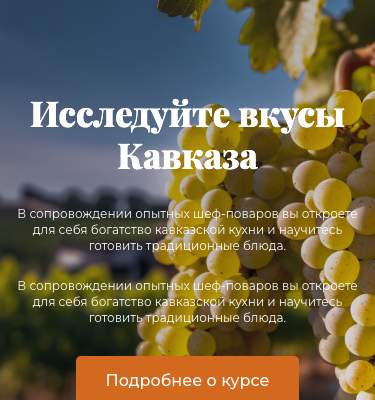 Исследуйте вкусы
Кавказа
В сопровождении опытных шеф-поваров вы откроете
для себя богатство кавказской кухни и научитесь
готовить традиционные блюда.
В сопровождении опытных шеф-поваров вы откроете
для себя богатство кавказской кухни и научитесь
готовить традиционные блюда.
Подробнее о курсе